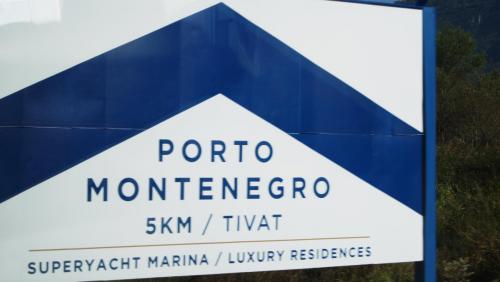 PORTO
MONTENEGRO
5KM / TIVAT
SUPERYACHT MARINA / LUXURY RESIDENCES